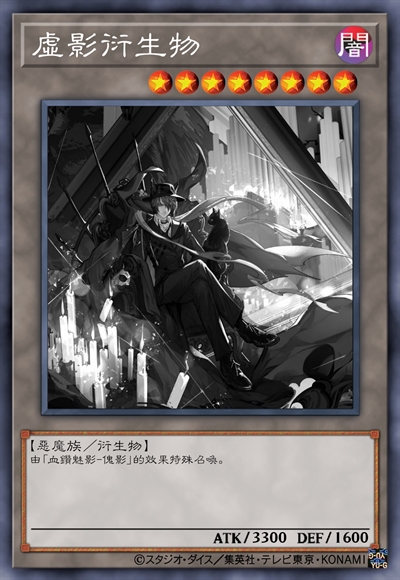 虛影衍生物
闇
【惡魔族／衍生物】
由「血鑽魅影-傀影」的效果特殊召喚。
ATK/3300 DEF/1600
©スタジオ・ダイス／集英社・テレビ東京・KONAMI